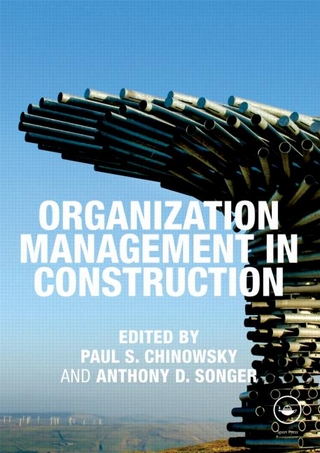 ORGANIZATION
MANAGEMENT IN
CONSTRUCTION
EDITED BY
PAUL S. CHINOWSKY
AND ANTHONY D. SONGER